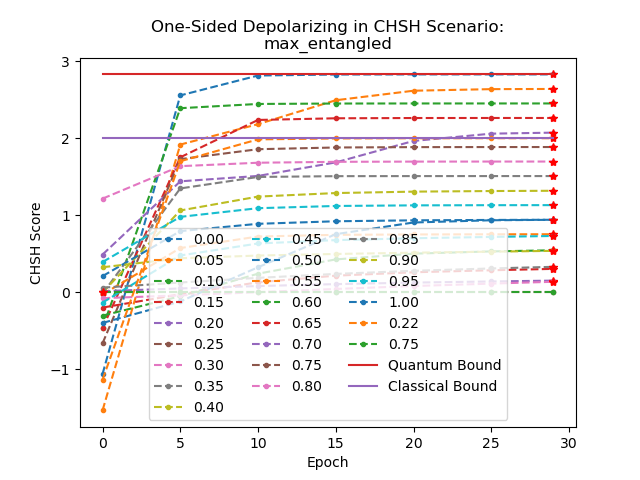 One-Sided Depolarizing in CHSH Scenario:
max_entangled
CHSH Score
3
2
1
0
−1
0.00 0.45 0.85
0.05 0.50 0.90
0.10 0.55 0.95
0.15 0.60 1.00
0.20 0.65 0.22
0.25 0.70 0.75
0.30 0.75 Quantum Bound
0.35 0.80 Classical Bound
0.40
0 5 10 15 20 25 30
Epoch